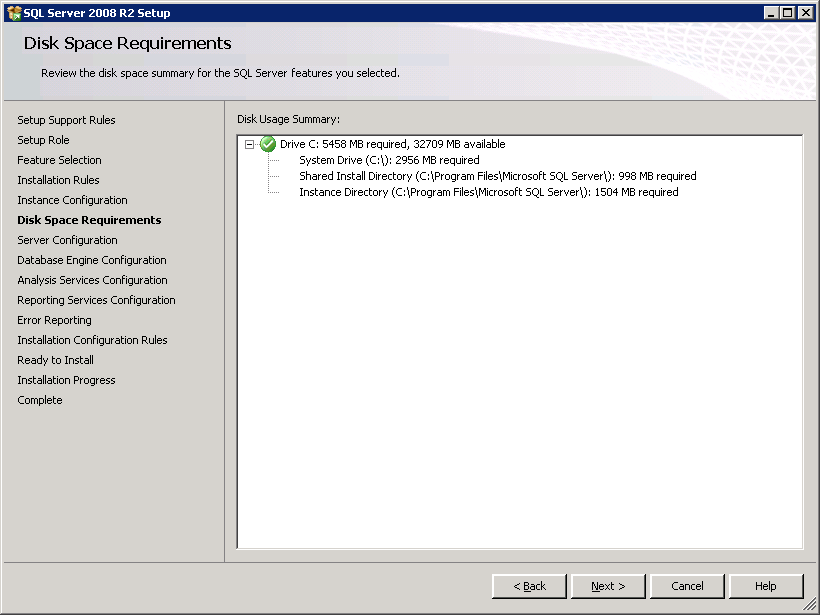 SQL Server 2008 R2 Setup
Disk Space Requirements
Review the disk space summary for the SQL Server features you selected.
Setup Support Rules
Setup Role
Feature Selection
Installation Rules
Instance Configuration
Disk Space Requirements
Server Configuration
Database Engine Configuration
Analysis Services Configuration
Reporting Services Configuration
Error Reporting
Installation Configuration Rules
Ready to Install
Installation Progress
Complete
Disk Usage Summary:
Drive C: 5458 MB required, 32709 MB available
System Drive (C:\): 2956 MB required
Shared Install Directory (C:\Program Files\Microsoft SQL Server\): 998 MB required
Instance Directory (C:\Program Files\Microsoft SQL Server\): 1504 MB required
< Back
Next >
Cancel
Help